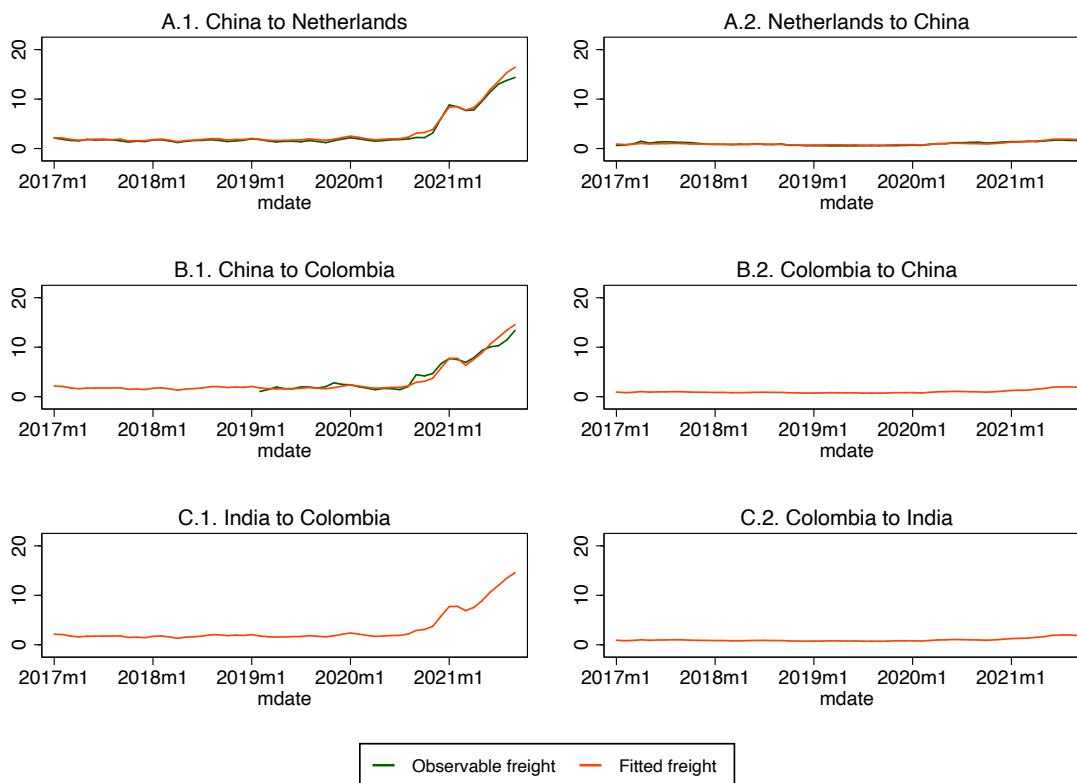 A.1. China to Netherlands
20
10
0
2017m1 2018m1 2019m1 2020m1 2021m1
mdate
A.2. Netherlands to China
20
10
0
2017m1 2018m1 2019m1 2020m1 2021m1
mdate
B.1. China to Colombia
20
10
0
2017m1 2018m1 2019m1 2020m1 2021m1
mdate
B.2. Colombia to China
20
10
0
2017m1 2018m1 2019m1 2020m1 2021m1
mdate
C.1. India to Colombia
20
10
0
2017m1 2018m1 2019m1 2020m1 2021m1
mdate
C.2. Colombia to India
20
10
0
2017m1 2018m1 2019m1 2020m1 2021m1
mdate
Observable freight Fitted freight